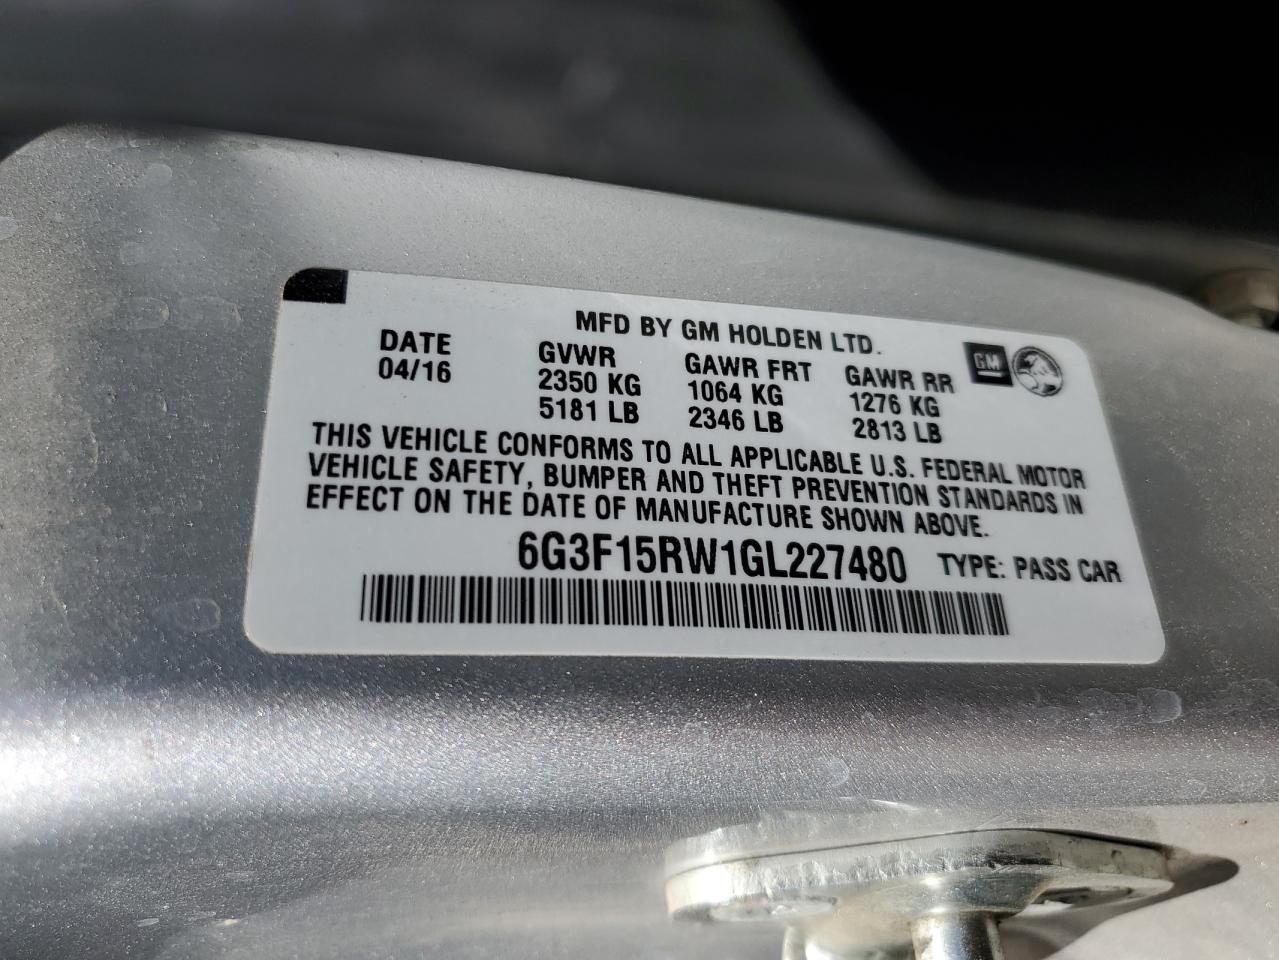 MFD BY GM HOLDEN LTD.
DATE GVWR GAWR FRT GAWR RR GM
04/16 2350 KG 1064 KG 1276 KG
5181 LB 2346 LB 2813 LB
THIS VEHICLE CONFORMS TO ALL APPLICABLE U.S. FEDERAL MOTOR
VEHICLE SAFETY, BUMPER AND THEFT PREVENTION STANDARDS IN
EFFECT ON THE DATE OF MANUFACTURE SHOWN ABOVE.
6G3F15RW1GL227480 TYPE: PASS CAR